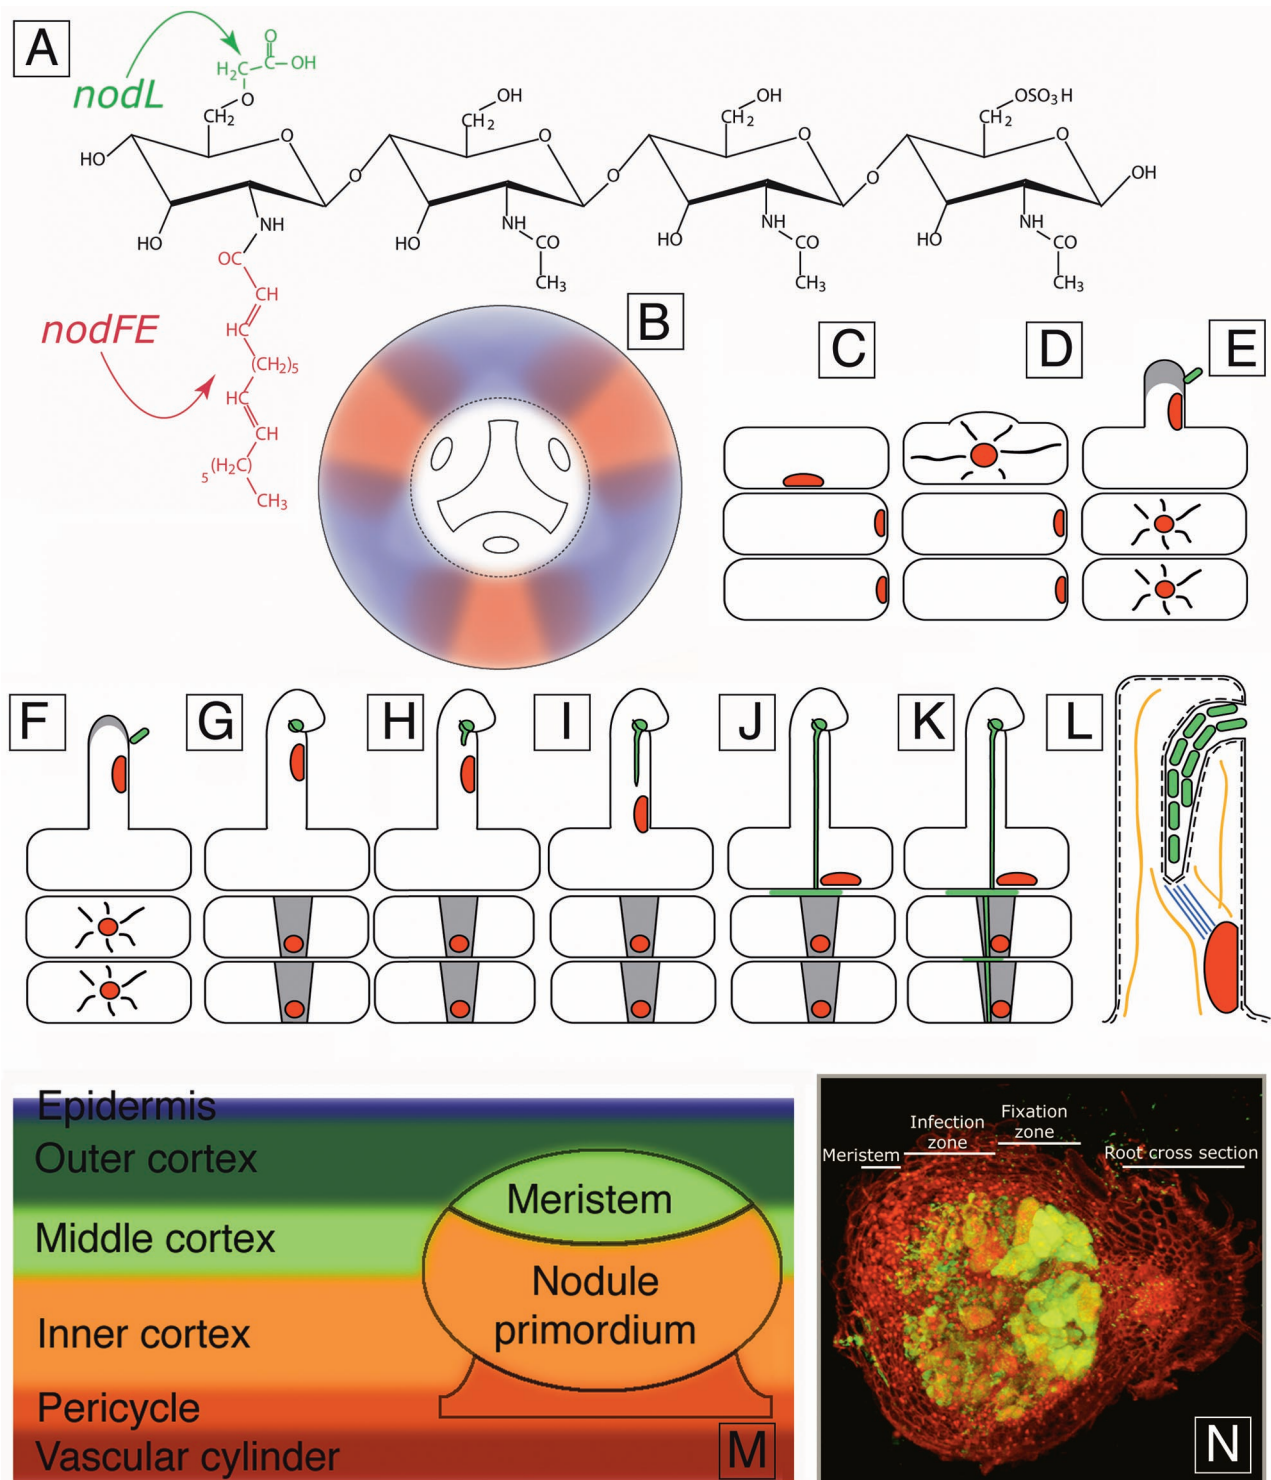 A
nodL
H₂C
C
O
OH
O
CH₂
O
HO
HO
NH
O
OH
CH₂
O
HO
NH
CO
CH₃
O
OH
CH₂
O
HO
NH
CO
CH₃
O
OSO₃H
CH₂
O
OH
HO
NH
CO
CH₃
OC
CH
HC
(CH₂)₅
HC
CH
₅(H₂C)
CH₃
nodFE
B
C
D
E
F
G
H
I
J
K
L
Epidermis
Outer cortex
Middle cortex
Inner cortex
Pericycle
Vascular cylinder
Meristem
Nodule
primordium
M
Meristem
Infection
zone
Fixation
zone
Root cross section
N